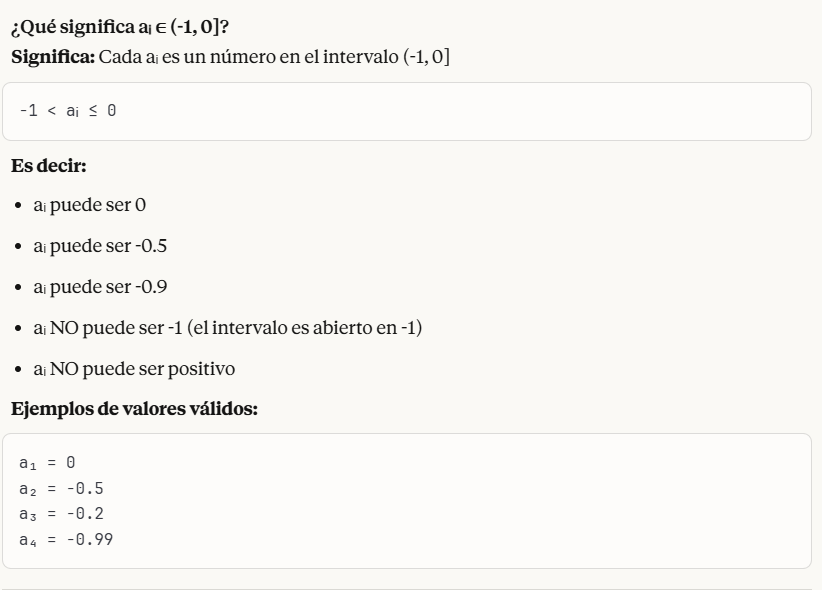 ¿Qué significa aᵢ ∈ (-1, 0]?
Significa: Cada aᵢ es un número en el intervalo (-1, 0]
-1 < aᵢ ≤ 0
Es decir:
• aᵢ puede ser 0
• aᵢ puede ser -0.5
• aᵢ puede ser -0.9
• aᵢ NO puede ser -1 (el intervalo es abierto en -1)
• aᵢ NO puede ser positivo
Ejemplos de valores válidos:
a₁ = 0
a₂ = -0.5
a₃ = -0.2
a₄ = -0.99